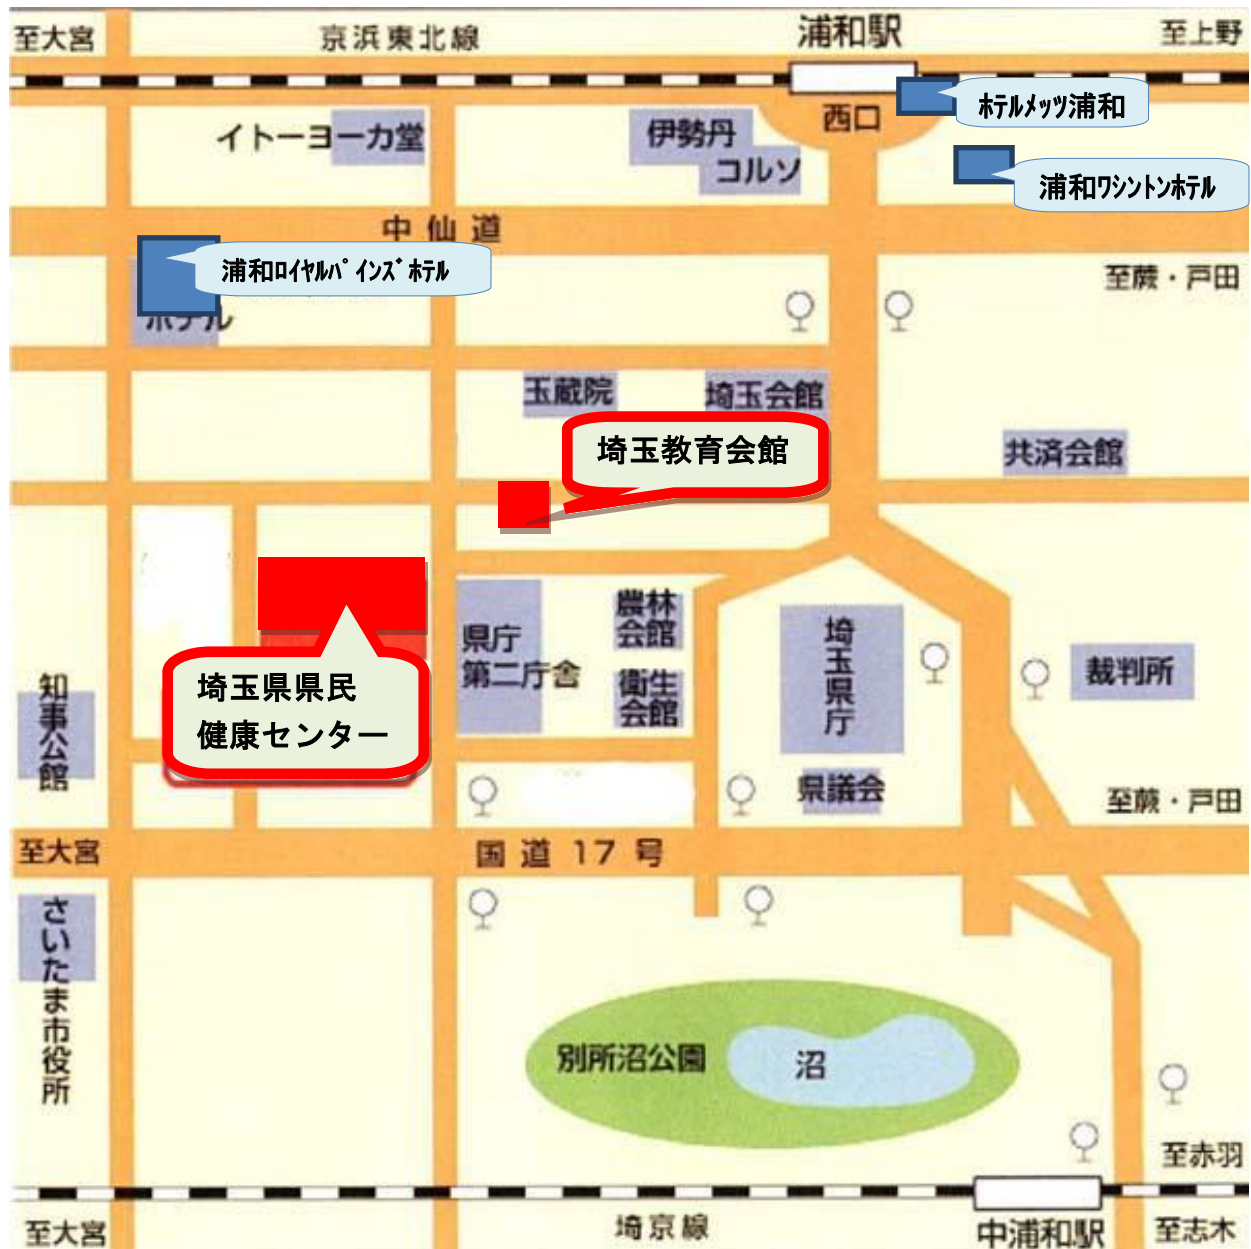 至大宮
京浜東北線
浦和駅
至上野
ホテルメッツ浦和
西口
イトーヨーカ堂
伊勢丹
コルソ
浦和ワシントンホテル
中仙道
浦和ロイヤルパインズホテル
ホテル
至蕨・戸田
玉蔵院
埼玉会館
埼玉教育会館
共済会館
農林
会館
県庁
第二庁舎
埼玉県庁
裁判所
埼玉県県民
健康センター
知事公館
衛生
会館
県議会
至蕨・戸田
至大宮
国道17号
さいたま市役所
別所沼公園
沼
至赤羽
至大宮
埼京線
中浦和駅
至志木